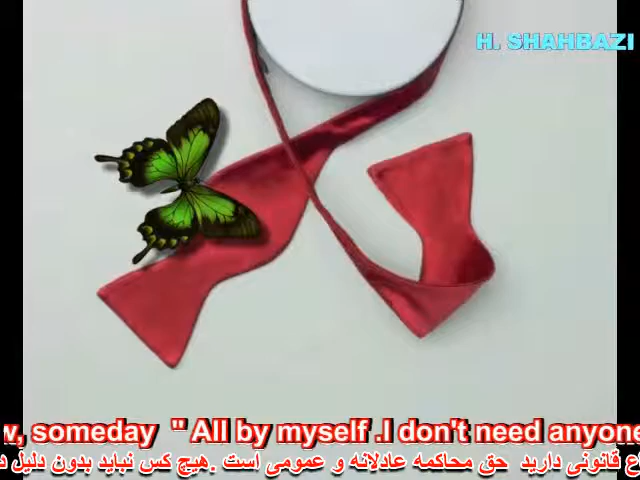 H. SHAHBAZI
, someday " All by myself .I don't need anyone
قانونی دارید حق محاکمه عادلانه و عمومی است .هیچ کس نباید بدون دلیل